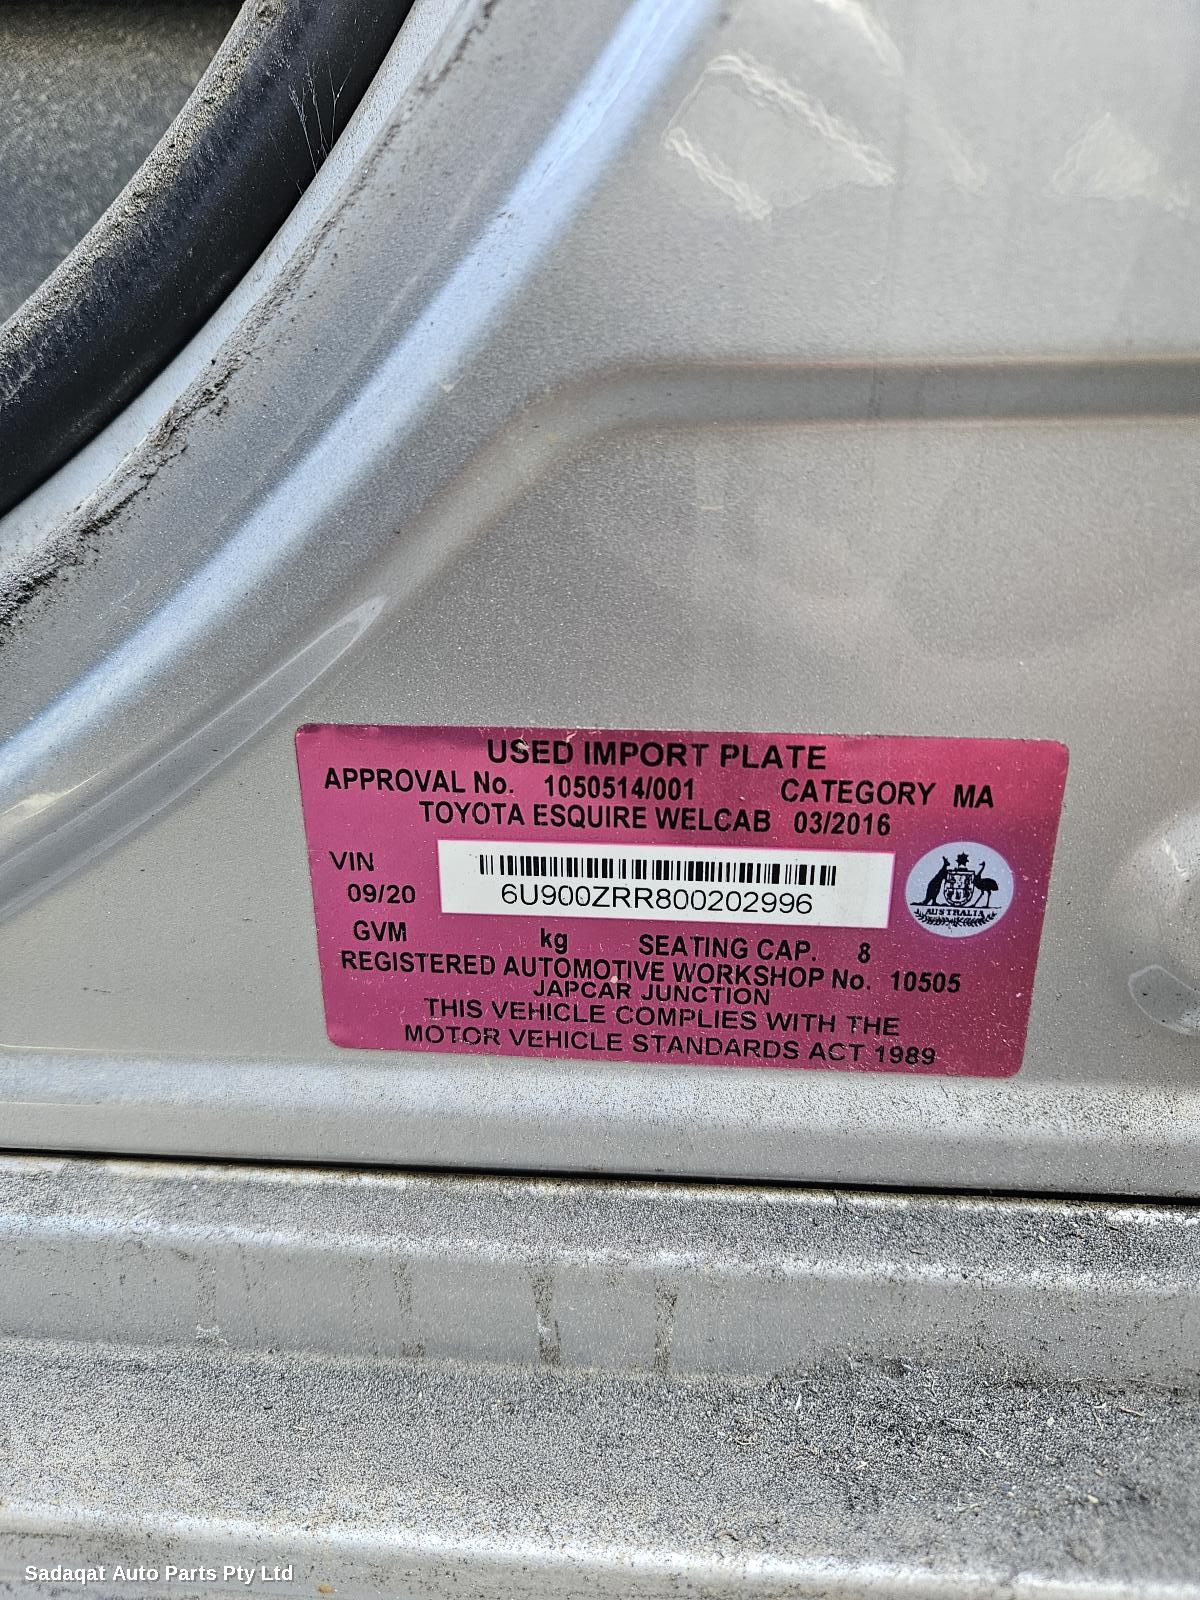 USED IMPORT PLATE
APPROVAL No. 1050514/001 CATEGORY MA
TOYOTA ESQUIRE WELCAB 03/2016
VIN
09/20 6U900ZRR800202996
AUSTRALIA
GVM kg SEATING CAP. 8
REGISTERED AUTOMOTIVE WORKSHOP No. 10505
JAPCAR JUNCTION
THIS VEHICLE COMPLIES WITH THE
MOTOR VEHICLE STANDARDS ACT 1989
Sadaqat Auto Parts Pty Ltd